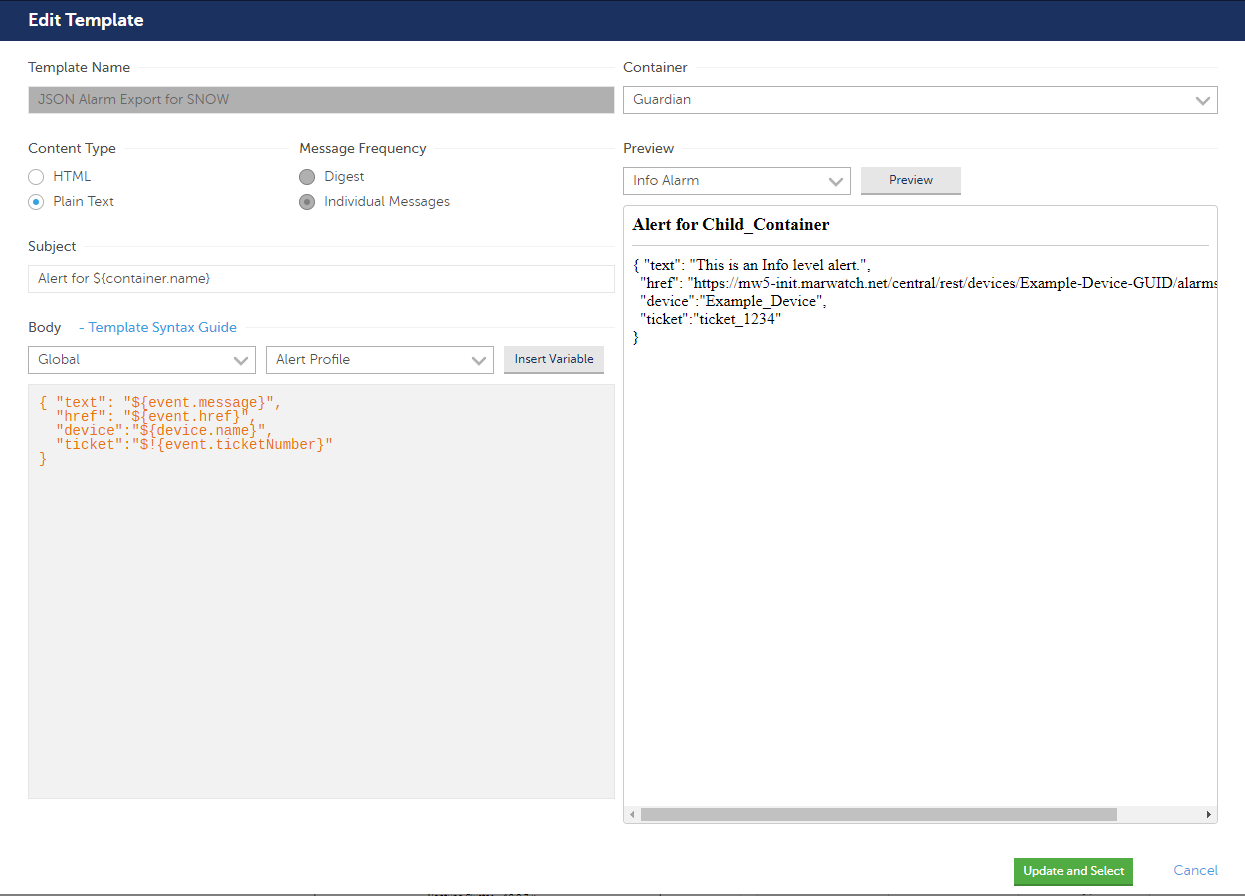 Edit Template
Template Name
JSON Alarm Export for SNOW
Container
Guardian
Content Type
HTML
Plain Text
Message Frequency
Digest
Individual Messages
Preview
Info Alarm
Preview
Subject
Alert for ${container.name}
Body - Template Syntax Guide
Global
Alert Profile
Insert Variable
{ "text": "${event.message}",
"href": "${event.href}",
"device":"${device.name}",
"ticket":"$!{event.ticketNumber}"
}
Alert for Child_Container
{ "text": "This is an Info level alert.",
"href": "https://mw5-init.marwatch.net/central/rest/devices/Example-Device-GUID/alarms
"device":"Example_Device",
"ticket":"ticket_1234"
}
Update and Select
Cancel